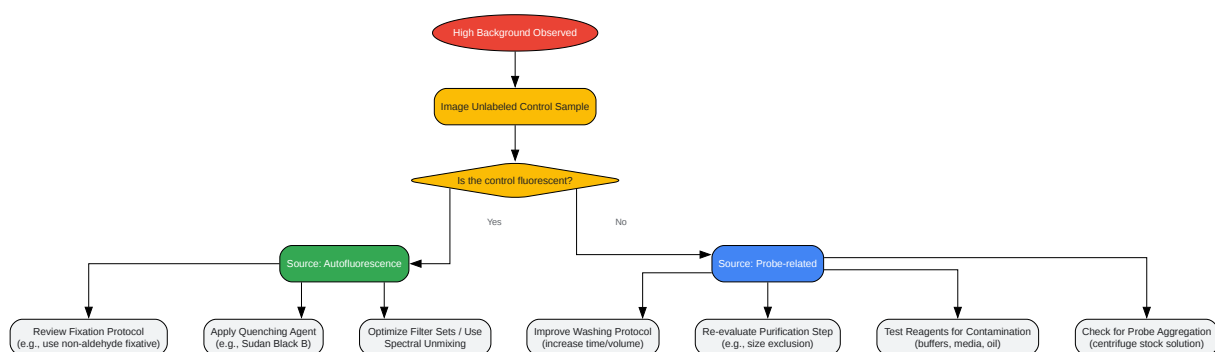 High Background Observed
Image Unlabeled Control Sample
Is the control fluorescent?
Yes
No
Source: Autofluorescence
Source: Probe-related
Review Fixation Protocol
(e.g., use non-aldehyde fixative)
Apply Quenching Agent
(e.g., Sudan Black B)
Optimize Filter Sets / Use
Spectral Unmixing
Improve Washing Protocol
(increase time/volume)
Re-evaluate Purification Step
(e.g., size exclusion)
Test Reagents for Contamination
(buffers, media, oil)
Check for Probe Aggregation
(centrifuge stock solution)